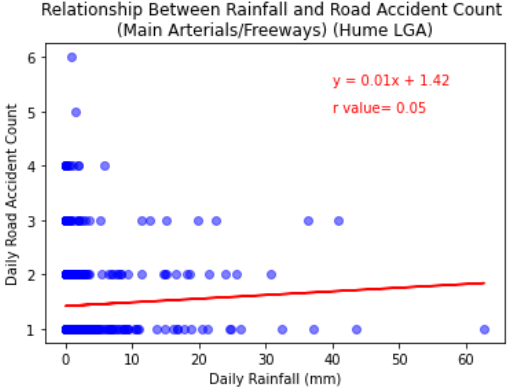 Relationship Between Rainfall and Road Accident Count
(Main Arterials/Freeways) (Hume LGA)
6
5
4
3
2
1
y = 0.01x + 1.42
r value= 0.05
Daily Road Accident Count
0
10
20
30
40
50
60
Daily Rainfall (mm)